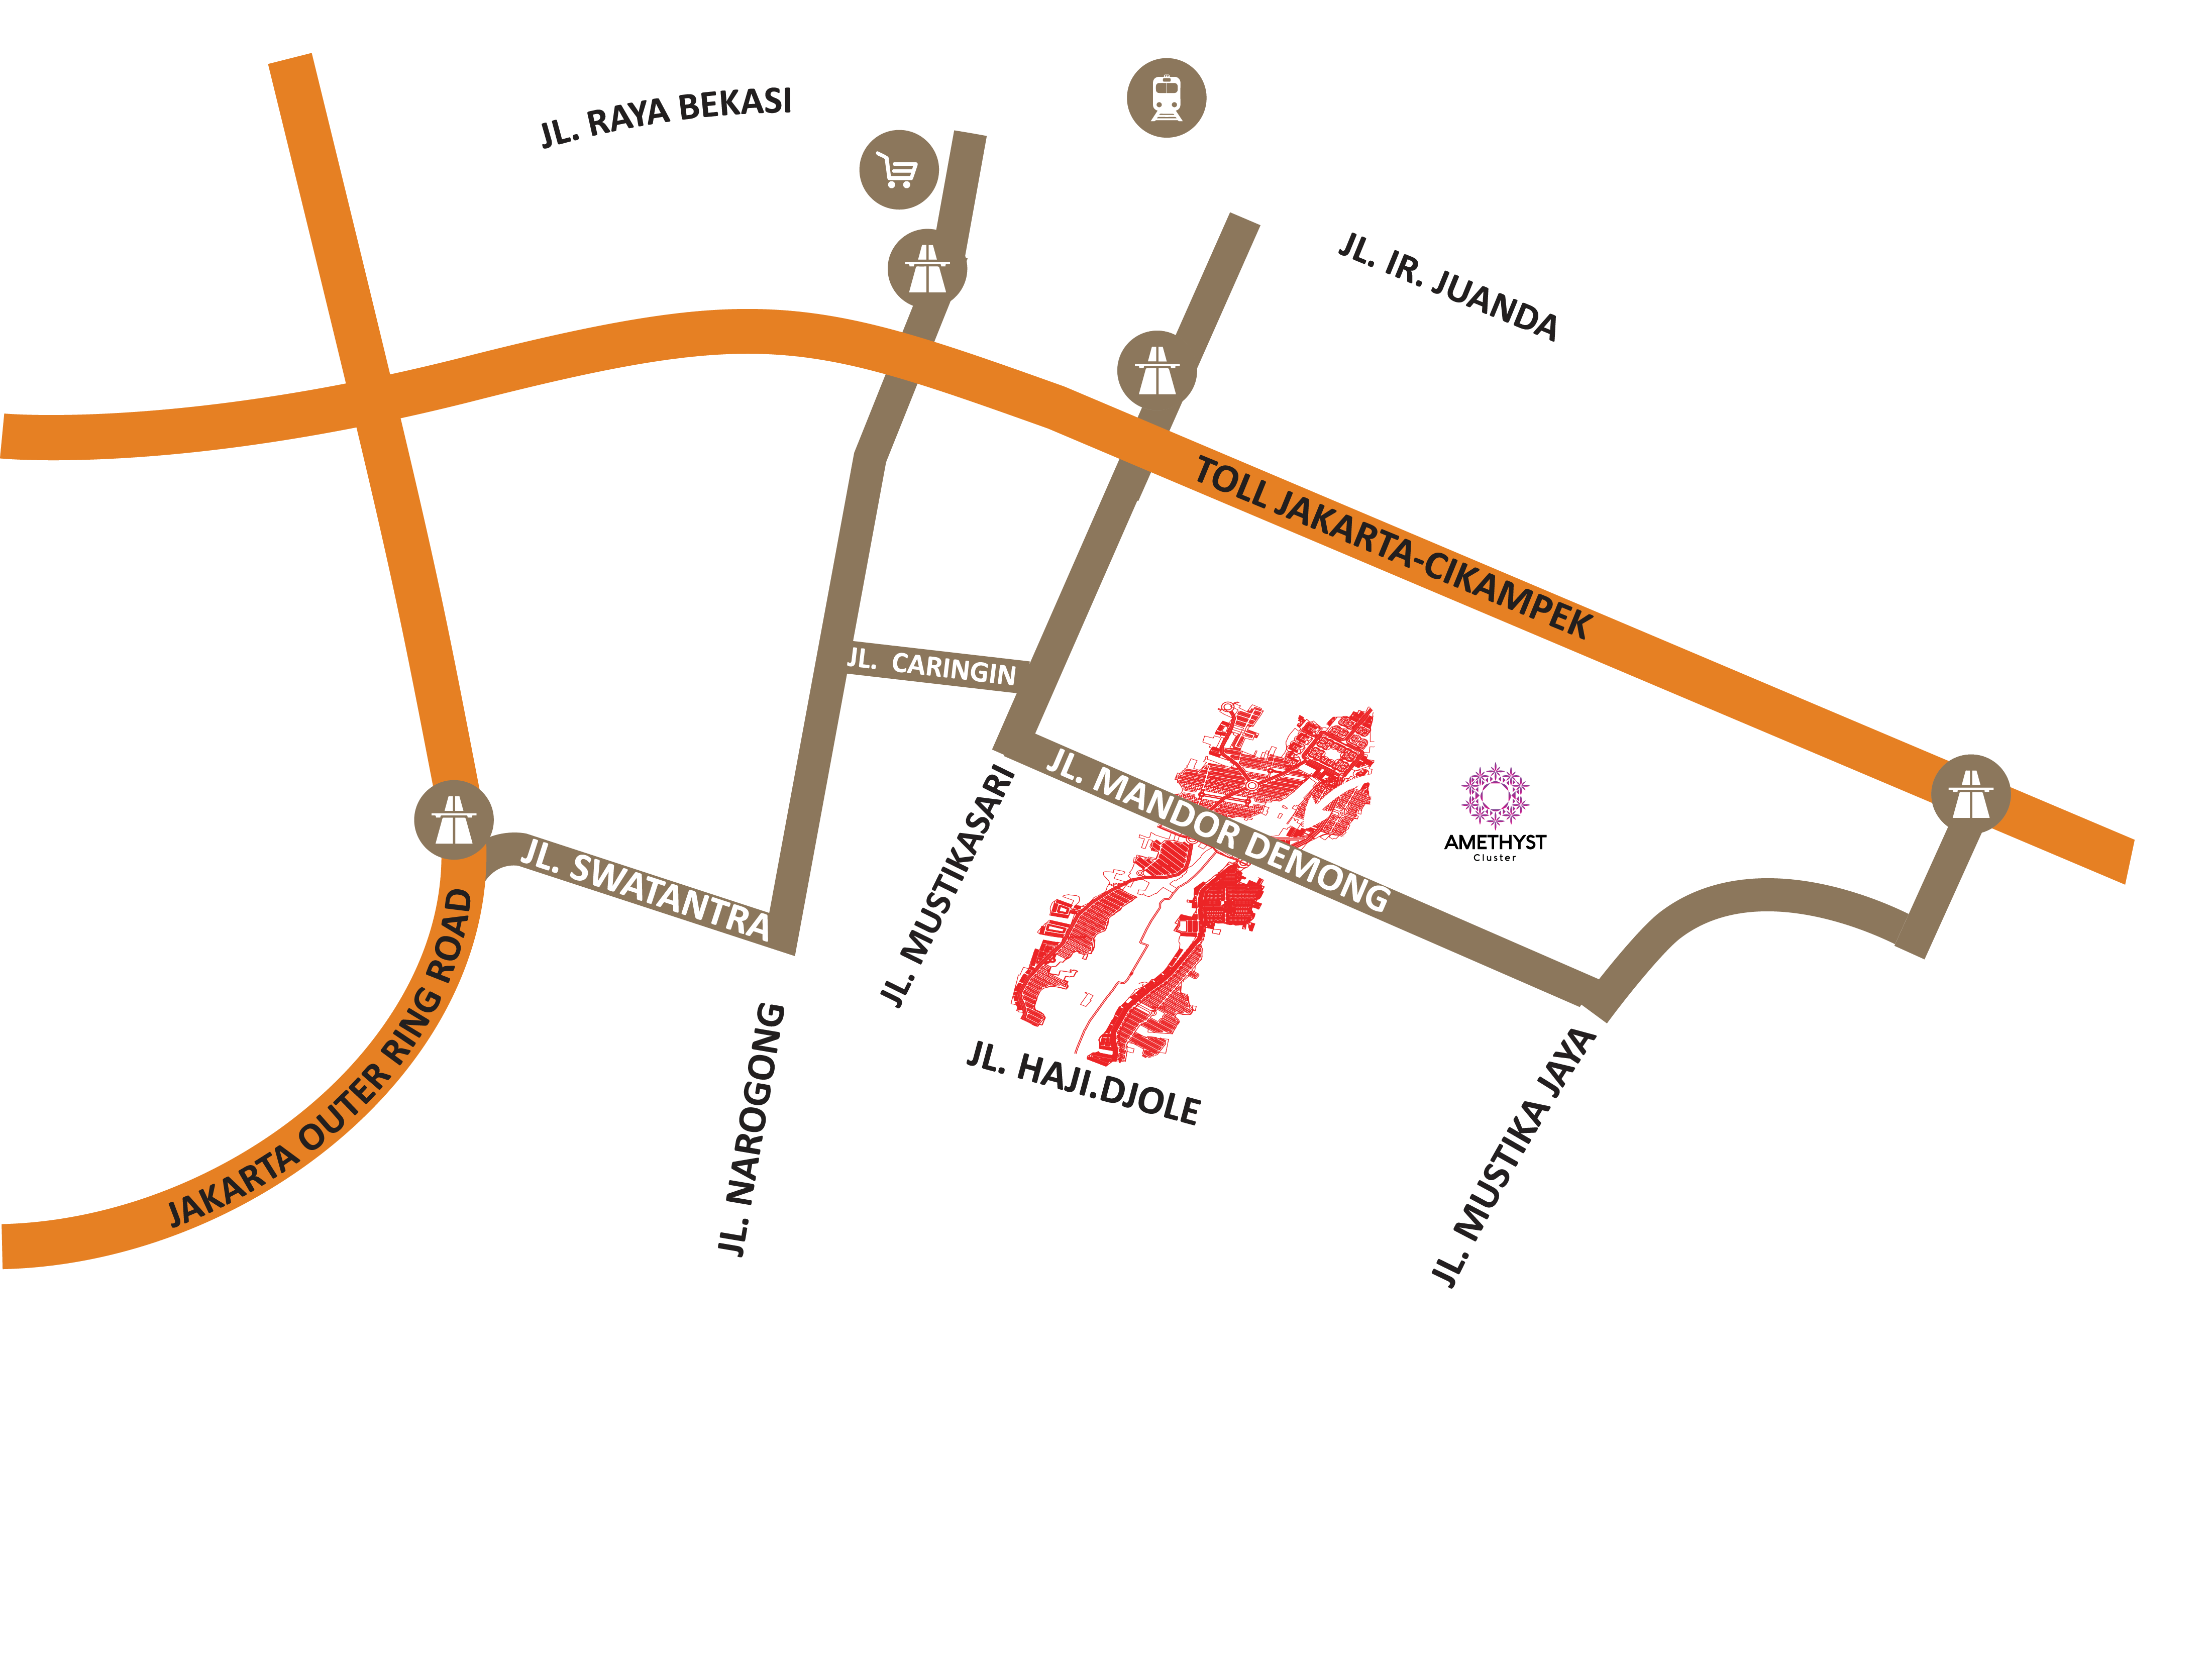 JL. RAYA BEKASI
JL. IR. JUANDA
TOLL JAKARTA-CIKAMPEK
JL. CARINGIN
JL. MANDOR DEMONG
JL. MUSTIKASARI
AMETHYST
Cluster
JL. SWATANTRA
JAKARTA OUTER RING ROAD
JL. NAROGONG
JL. HAJI.DJOLE
JL. MUSTIKA JAYA